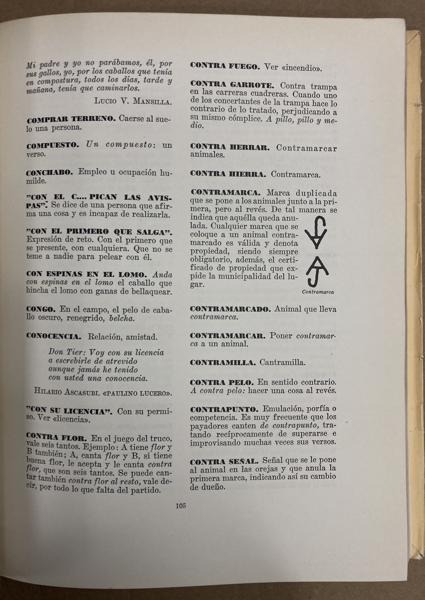 Mi padre y yo no parábamos, él, por
sus gallos, yo, por los caballos que tenía
en compostura, todos los días, tarde y
mañana, tenía que caminarlos.
Lucio V. Mansilla.
COMPRAR TERRENO. Caerse al sue-
lo una persona.
COMPUESTO. Un compuesto: un
verso.
CONCHABO. Empleo u ocupación hu-
milde.
"CON EL C.... PICAN LAS AVIS-
PAS". Se dice de una persona que afir-
ma una cosa y es incapaz de realizarla.
"CON EL PRIMERO QUE SALGA".
Expresión de reto. Con el primero que
se presente, con cualquiera. Que no se
teme a nadie para pelear con él.
CON ESPINAS EN EL LOMO. Anda
con espinas en el lomo el caballo que
hincha el lomo con ganas de bellaquear.
CONGO. En el campo, el pelo de caba-
llo oscuro, renegrido, belcha.
CONOCENCIA. Relación, amistad.
Don Tier: Voy con su licencia
a escrebirle de atrevido
aunque jamás he tenido
con usted una conocencia.
Hilario Ascasubi. «Paulino Lucero».
"CON SU LICENCIA". Con su permi-
so. Ver «licencia».
CONTRA FLOR. En el juego del truco,
vale seis tantos. Ejemplo: A tiene flor y
B también; A, canta flor y B, si tiene
buena flor, le acepta y le canta contra
flor, que son seis tantos. Se puede can-
tar también contra flor al resto, vale de-
cir, por todo lo que falta del partido.
CONTRA FUEGO. Ver «incendio».
CONTRA GARROTE. Contra trampa
en las carreras cuadreras. Cuando uno
de los concertantes de la trampa hace lo
contrario de lo tratado, perjudicando a
su mismo cómplice. A pillo, pillo y me-
dio.
CONTRA HERRAR. Contramarcar
animales.
CONTRA HIERRA. Contramarca.
CONTRAMARCA. Marca duplicada
que se pone a los animales junto a la pri-
mera, pero al revés. De tal manera se
indica que aquélla queda anu-
lada. Cualquier marca que se
coloque a un animal contra-
marcado es válida y denota
propiedad, siendo siempre
obligatorio, además, el certi-
ficado de propiedad que ex-
pide la municipalidad del lu-
gar.
Contramarca
CONTRAMARCADO. Animal que lleva
contramarca.
CONTRAMARCAR. Poner contramar-
ca a un animal.
CONTRAMILLA. Cantramilla.
CONTRA PELO. En sentido contrario.
A contra pelo: hacer una cosa al revés.
CONTRAPUNTO. Emulación, porfía o
competencia. Es muy frecuente que los
payadores canten de contrapunto, tra-
tando recíprocamente de superarse e
improvisando muchas veces sus versos.
CONTRA SEÑAL. Señal que se le pone
al animal en las orejas y que anula la
primera marca, indicando así su cambio
de dueño.
105